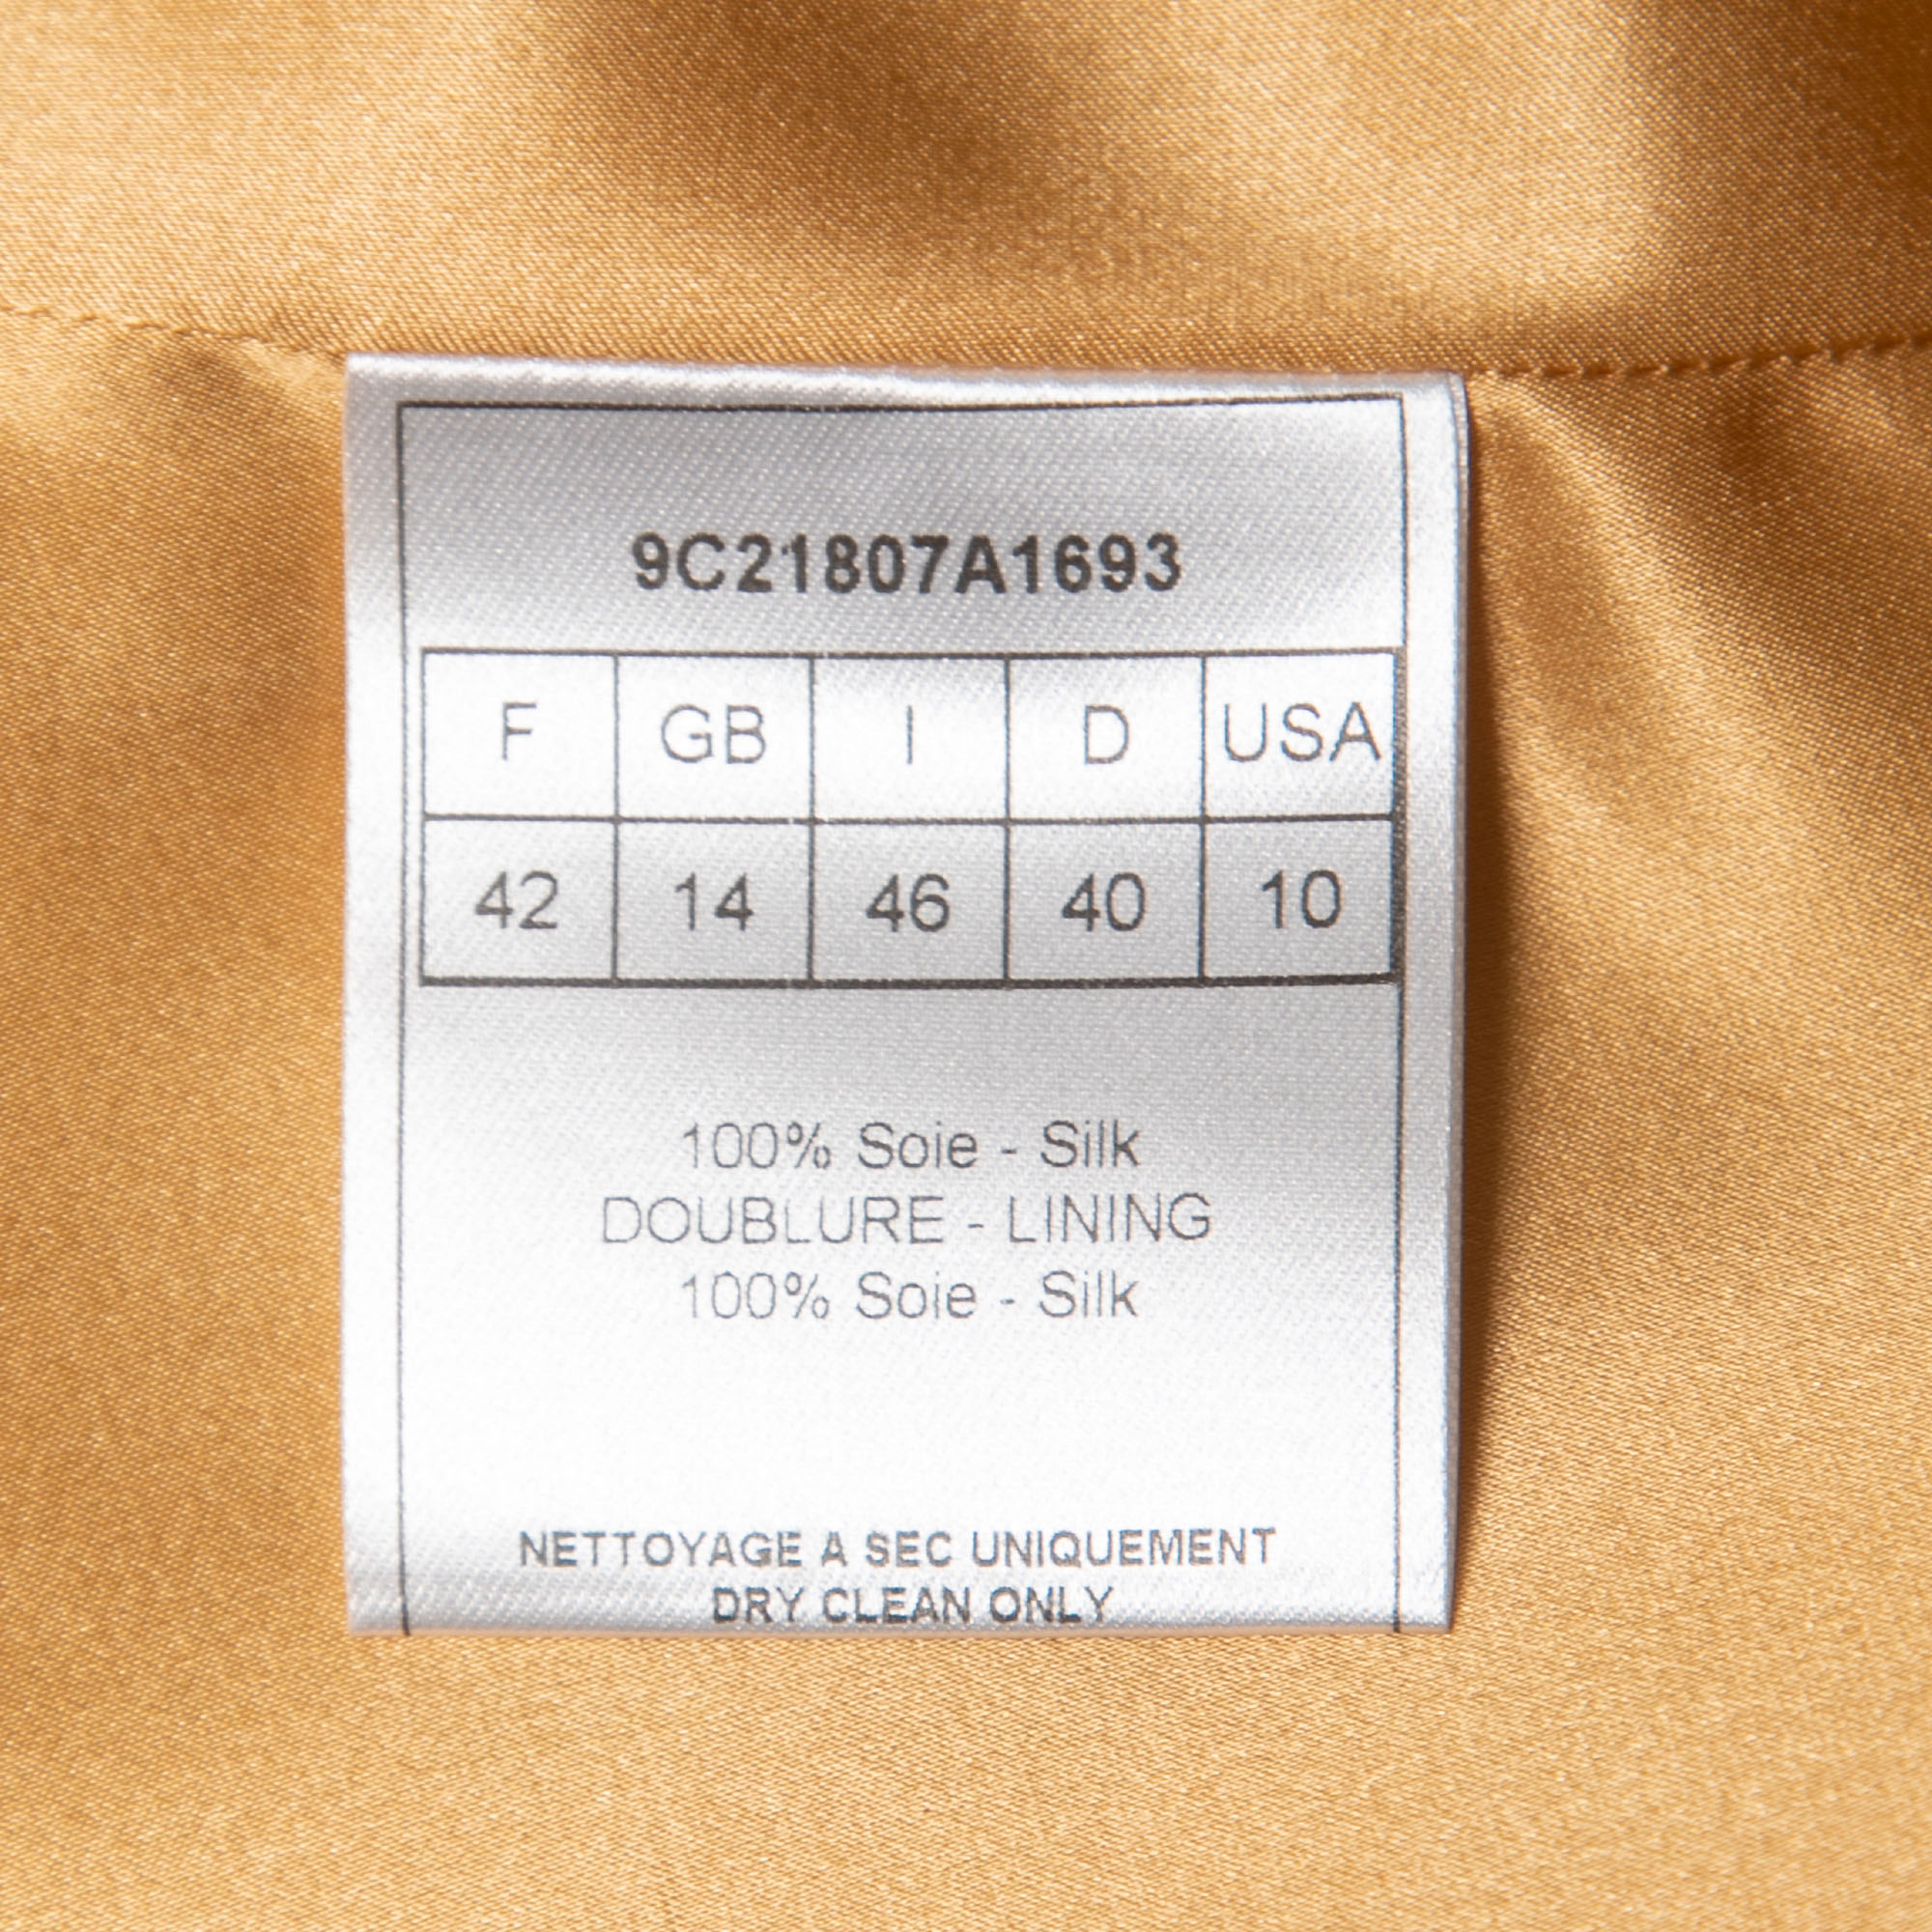 9C21807A1693
F GB I D USA
42 14 46 40 10
100% Soie - Silk
DOUBLURE - LINING
100% Soie - Silk
NETTOYAGE A SEC UNIQUEMENT
DRY CLEAN ONLY